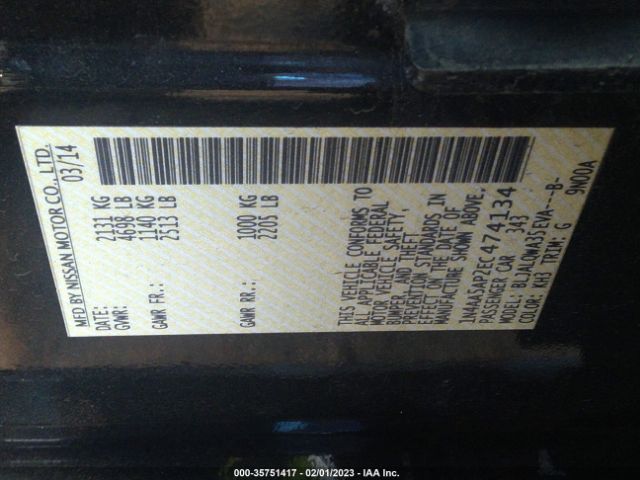 MFD BY NISSAN MOTOR CO., LTD.
DATE: 03/14
GVWR: 2131 KG
4698 LB
GAWR FR.: 1140 KG
2513 LB
GAWR RR.: 1000 KG
2205 LB
THIS VEHICLE CONFORMS TO
ALL APPLICABLE FEDERAL
MOTOR VEHICLE SAFETY,
BUMPER, AND THEFT
PREVENTION STANDARDS IN
EFFECT ON THE DATE OF
MANUFACTURE SHOWN ABOVE.
1N4AA5AP2EC474134
PASSENGER CAR 343
MODEL: BLJALQWA35EVA---B-
COLOR: KH3 TRIM: G 9N00A
000-35751417 - 02/01/2023 - IAA Inc.